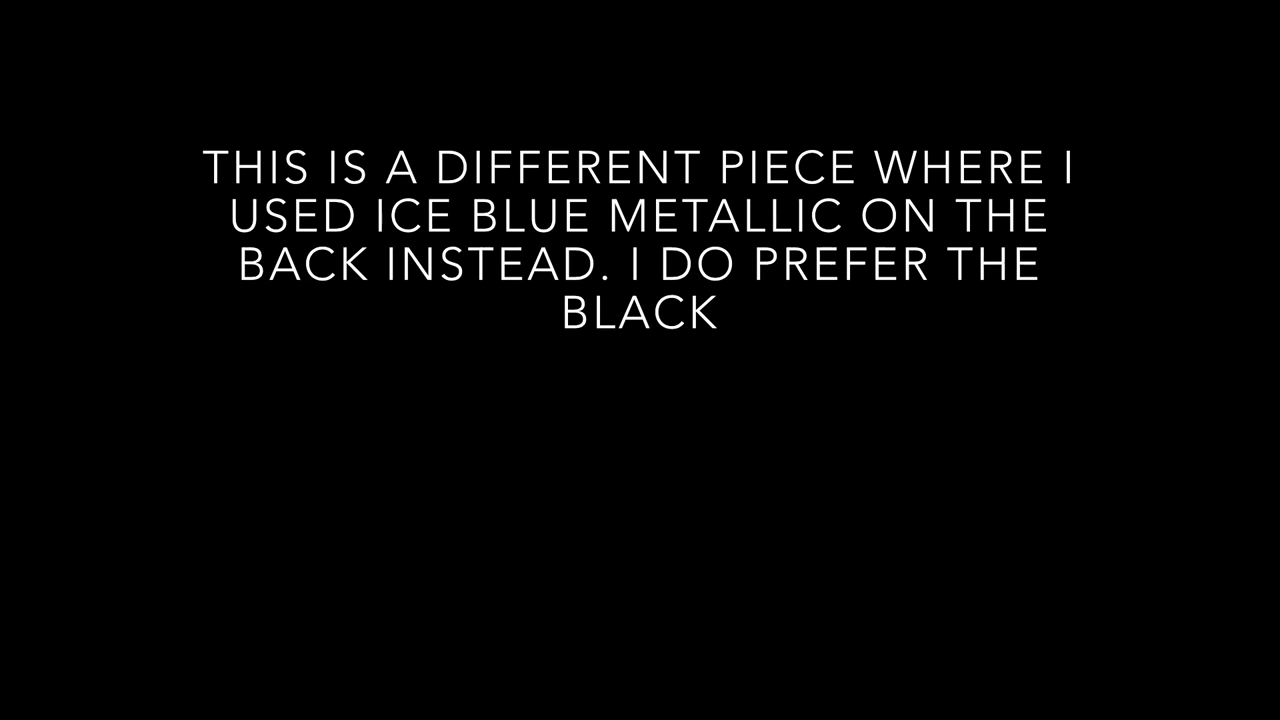 THIS IS A DIFFERENT PIECE WHERE I
USED ICE BLUE METALLIC ON THE
BACK INSTEAD. I DO PREFER THE
BLACK